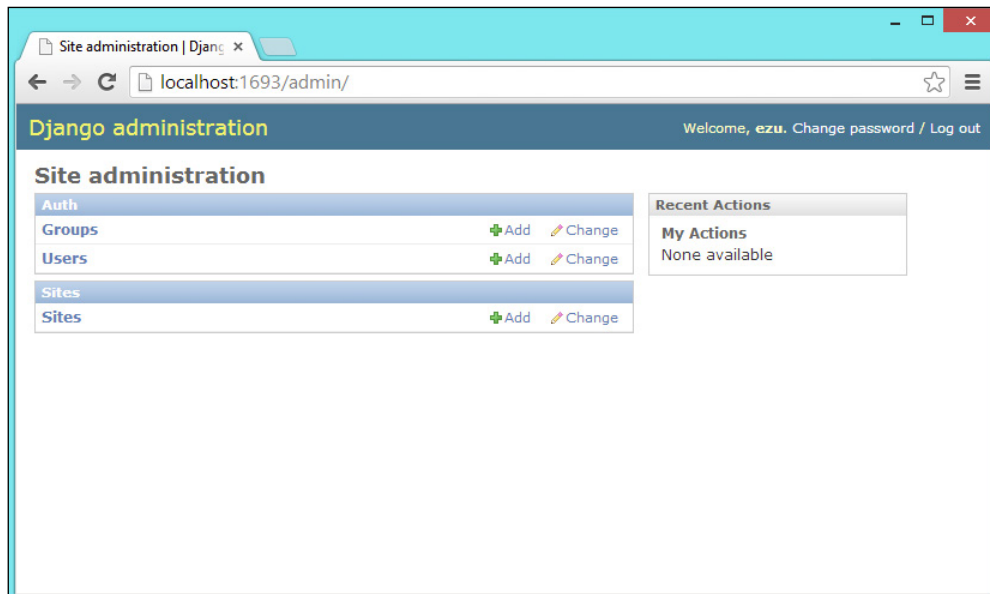 Site administration | Djang
localhost:1693/admin/
Django administration
Welcome, ezu. Change password / Log out
Site administration
Auth
Groups Add Change
Users Add Change
Sites
Sites Add Change
Recent Actions
My Actions
None available